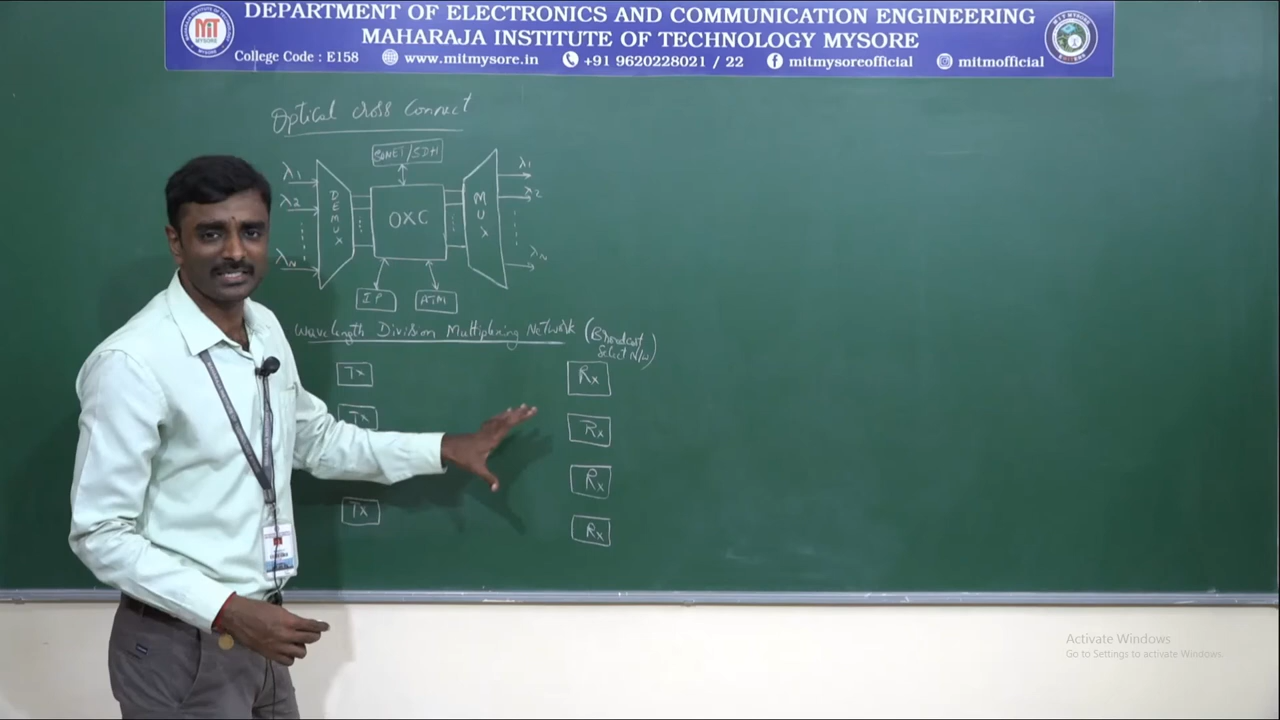 DEPARTMENT OF ELECTRONICS AND COMMUNICATION ENGINEERING
MAHARAJA INSTITUTE OF TECHNOLOGY MYSORE
College Code : E158 www.mitmysore.in +91 9620228021 / 22 mitmysoreofficial mitmofficial
MIT
MYSORE
Optical Cross Connect
SONET/SDH
λ1
λ2
λN
DEMUX
OXC
MUX
λ1
λ2
λN
IP
ATM
Wavelength Division Multiplexing Network (Broadcast
Select N/W)
Tx
Rx
Tx
Rx
Rx
Tx
Rx
Activate Windows
Go to Settings to activate Windows.